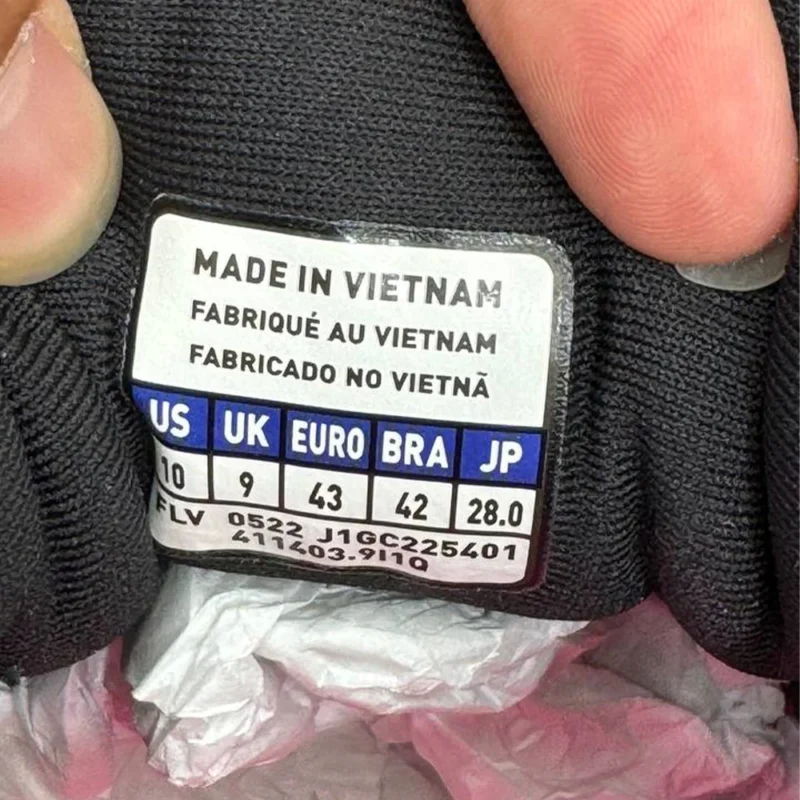 MADE IN VIETNAM
FABRIQUÉ AU VIETNAM
FABRICADO NO VIETNÃ
US UK EURO BRA JP
10 9 43 42 28.0
FLV 0522 J1GC225401
411403-9I1Q